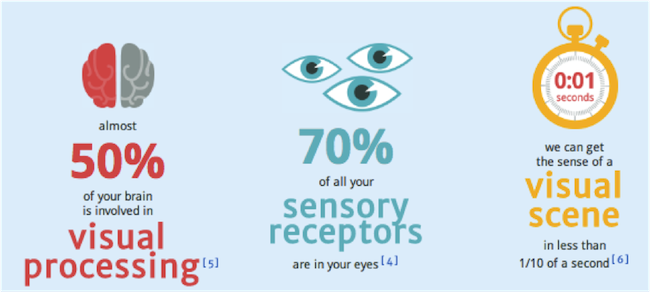 almost
50%
of your brain
is involved in
visual
processing [5]
70%
of all your
sensory
receptors
are in your eyes [4]
0:01
seconds
we can get
the sense of a
visual
scene
in less than
1/10 of a second [6]